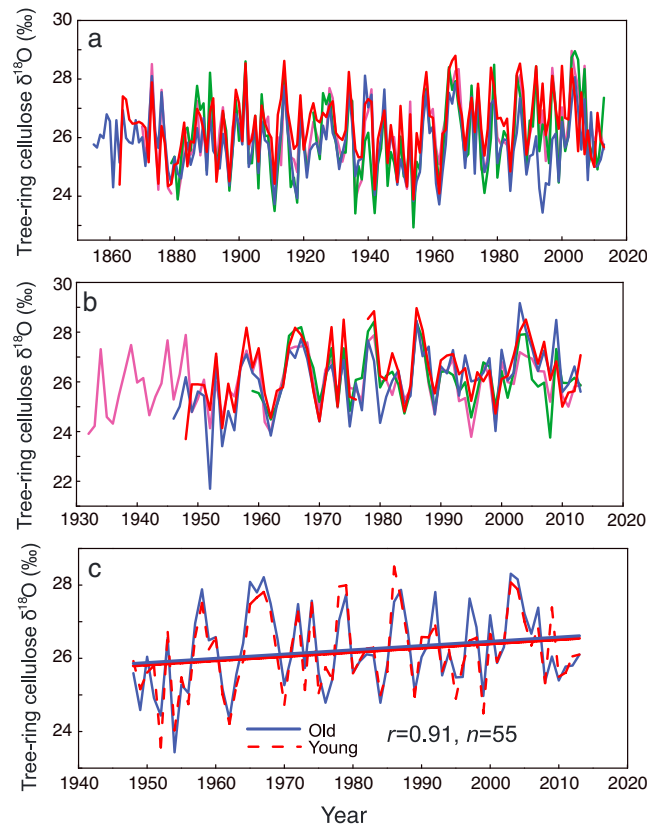 a
Tree-ring cellulose δ¹⁸O (‰)
30
28
26
24
1860 1880 1900 1920 1940 1960 1980 2000 2020
b
Tree-ring cellulose δ¹⁸O (‰)
30
28
26
24
22
1930 1940 1950 1960 1970 1980 1990 2000 2010 2020
c
Tree-ring cellulose δ¹⁸O (‰)
28
26
24
23
Old
Young
r=0.91, n=55
1940 1950 1960 1970 1980 1990 2000 2010 2020
Year